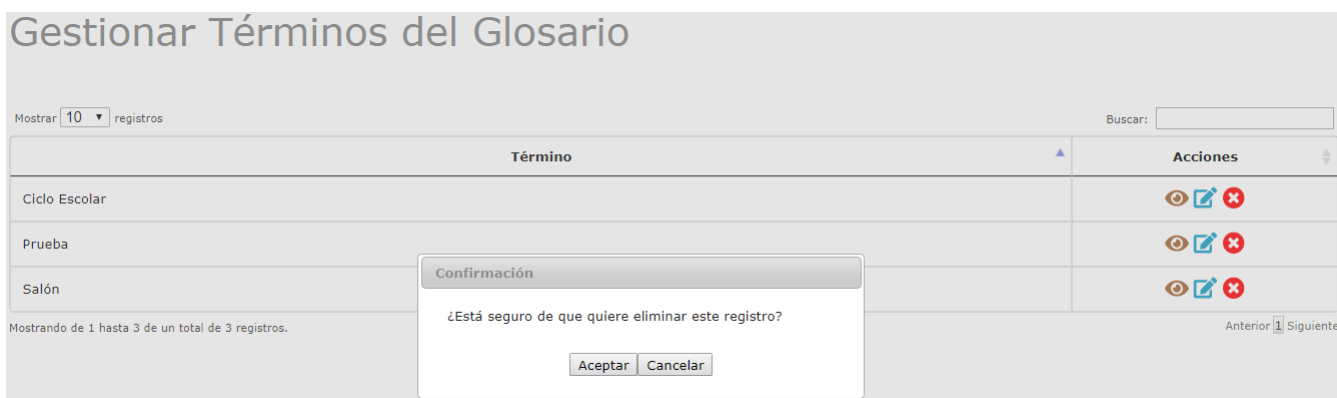 Gestionar Términos del Glosario
Mostrar 10 registros
Buscar:
Término Acciones
Ciclo Escolar
Prueba
Salón
Confirmación
¿Está seguro de que quiere eliminar este registro?
Aceptar Cancelar
Mostrando de 1 hasta 3 de un total de 3 registros.
Anterior 1 Siguiente